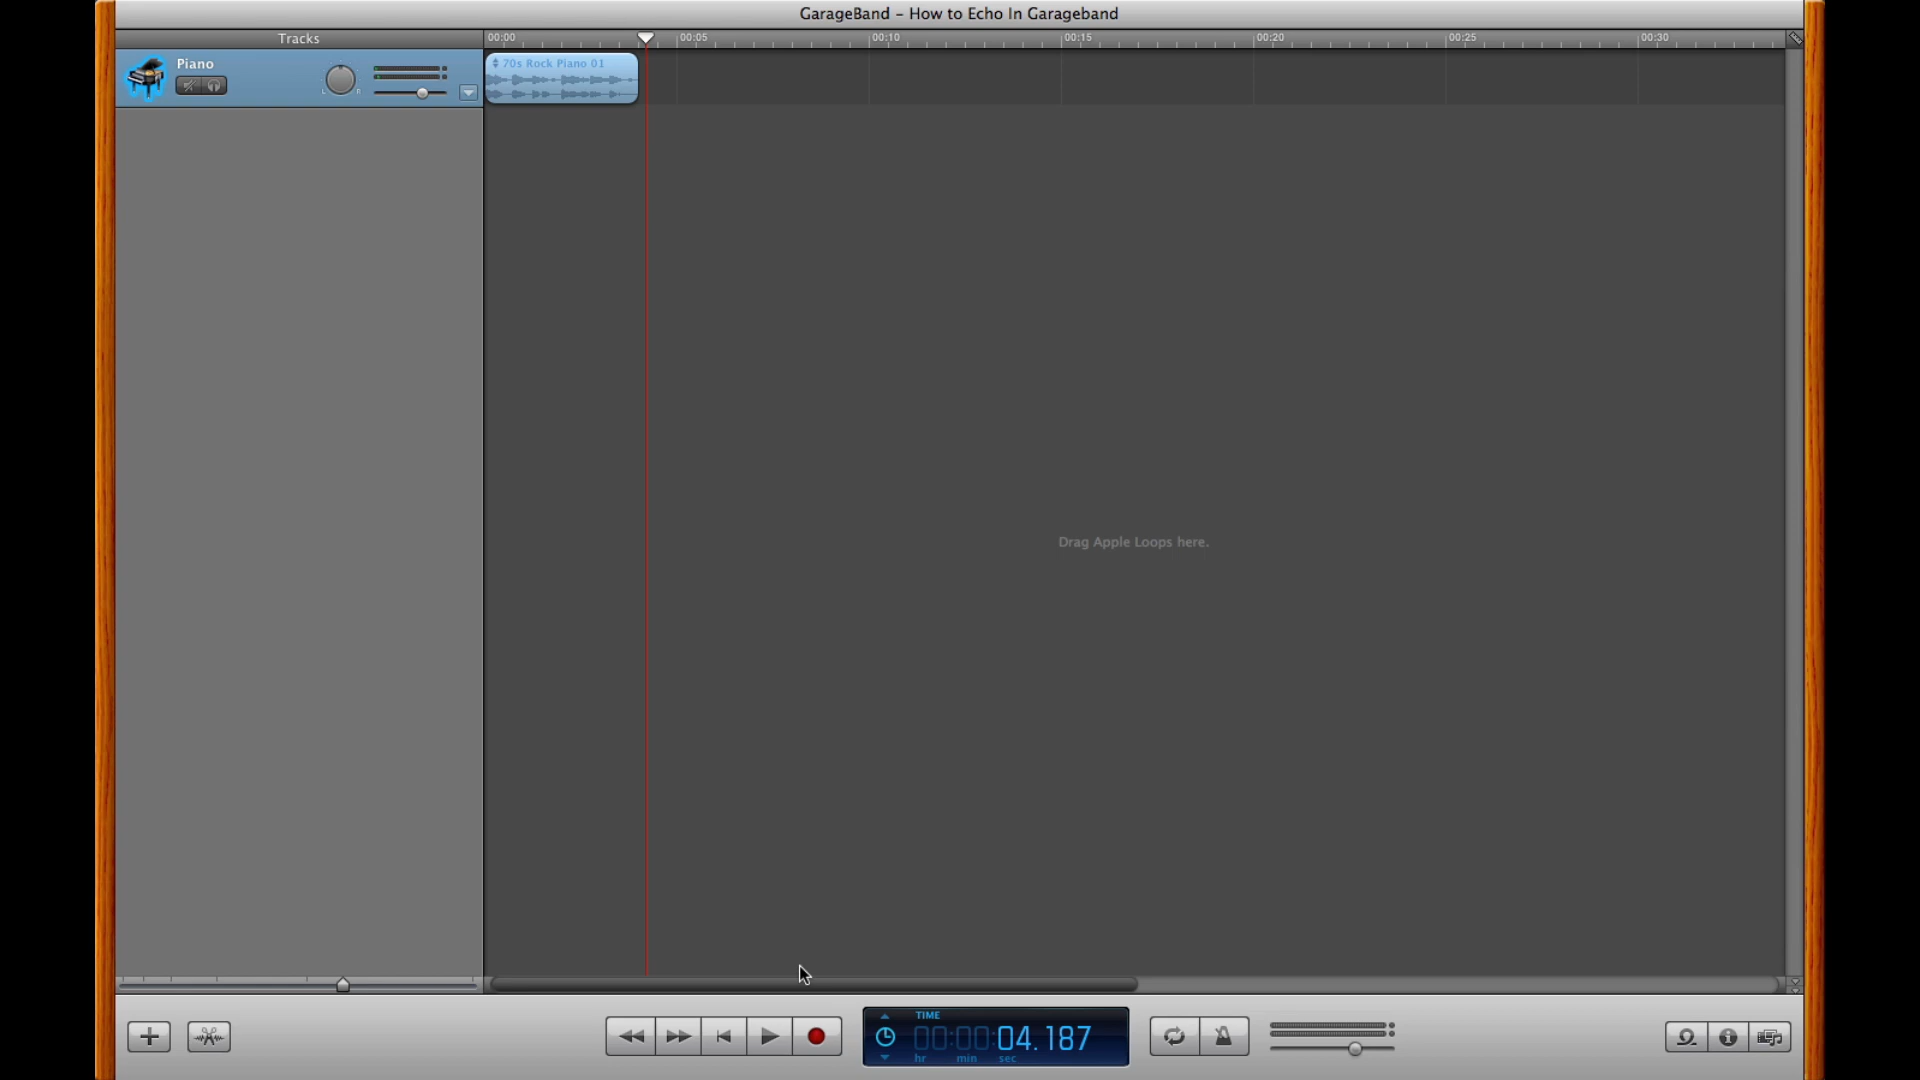 GarageBand – How to Echo In Garageband
Tracks
00:00 00:05 00:10 00:15 00:20 00:25 00:30
Piano
L R
70s Rock Piano 01
Drag Apple Loops here.
TIME
00:00:04.187
hr min sec